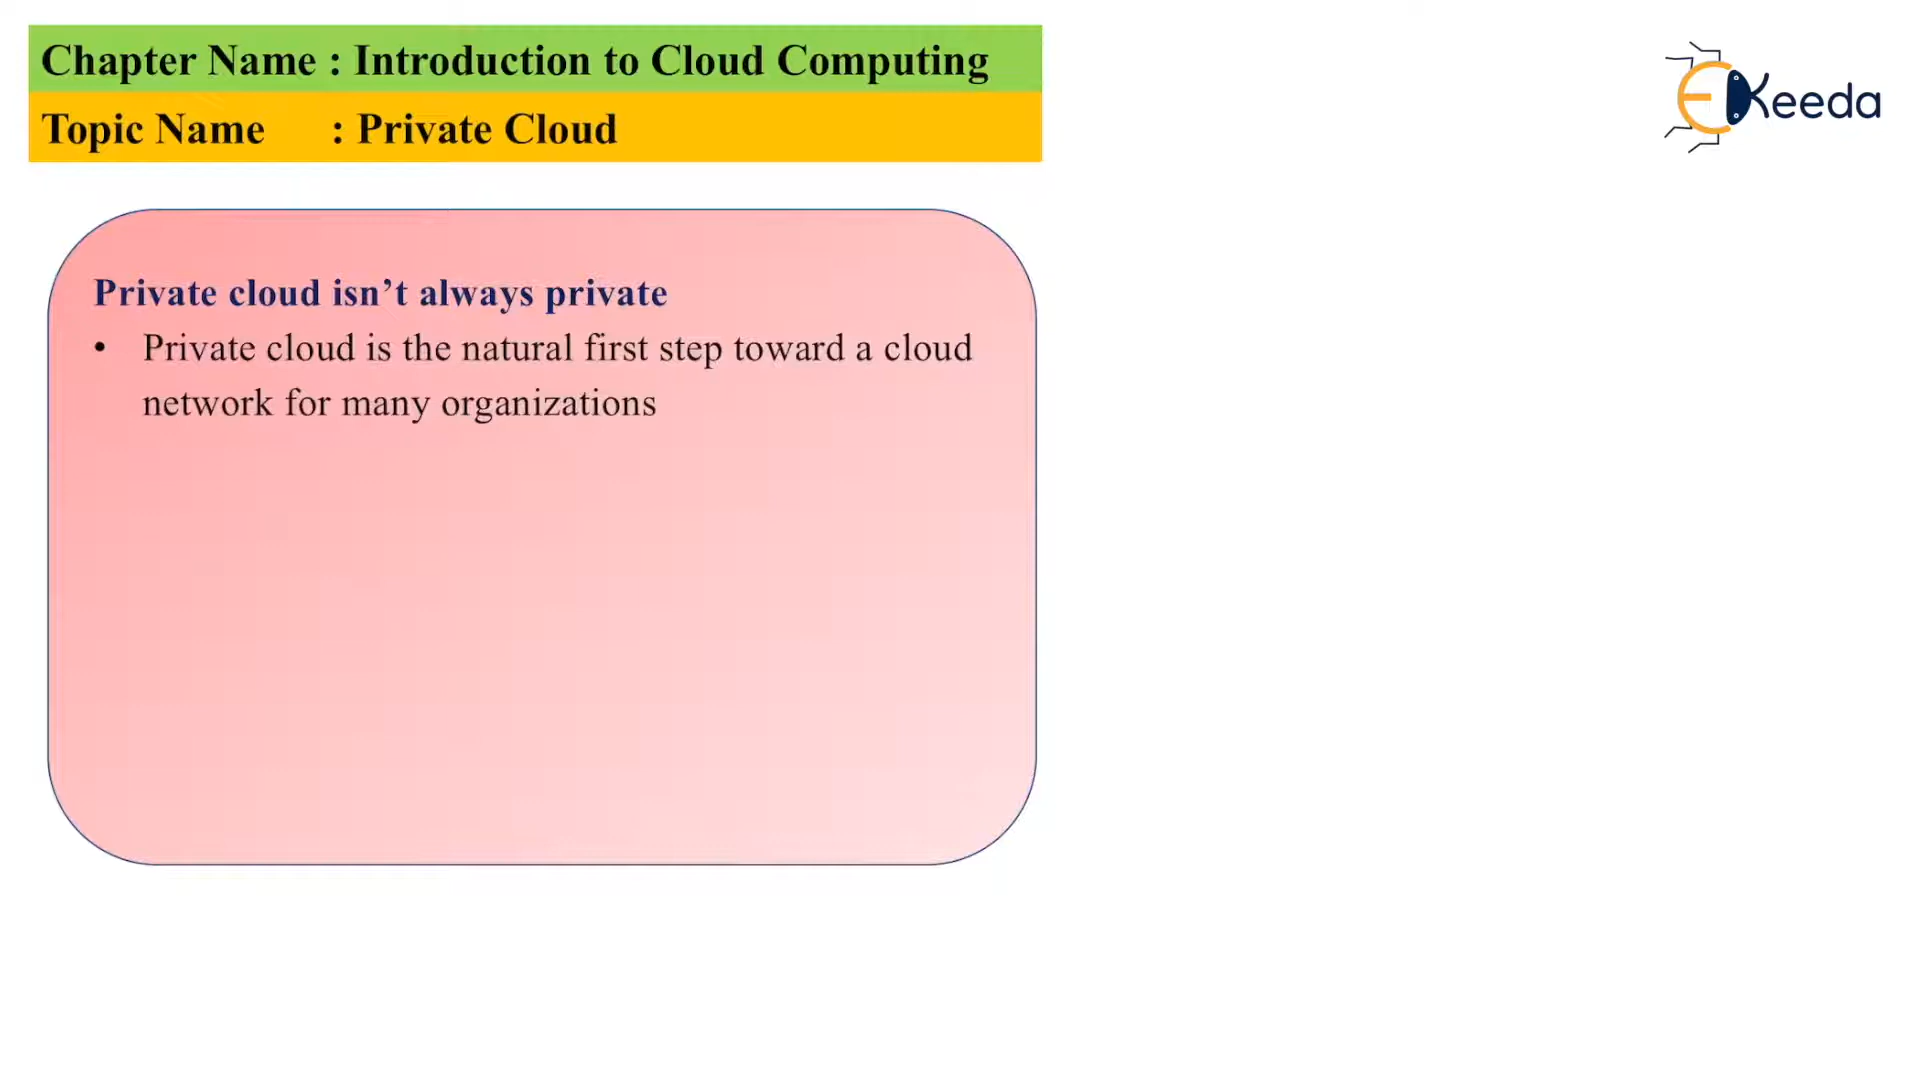 Chapter Name : Introduction to Cloud Computing
Topic Name : Private Cloud
EKeeda
Private cloud isn’t always private
• Private cloud is the natural first step toward a cloud
network for many organizations